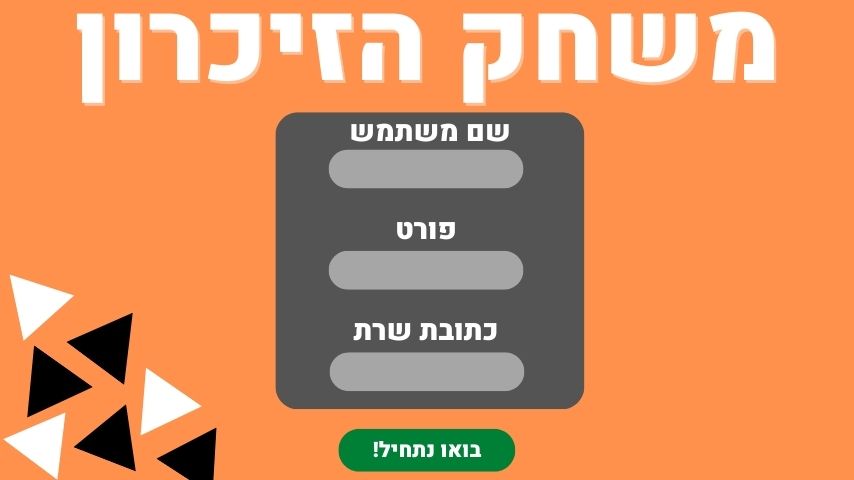 משחק הזיכרון
שם משתמש
פורט
כתובת שרת
בואו נתחיל!